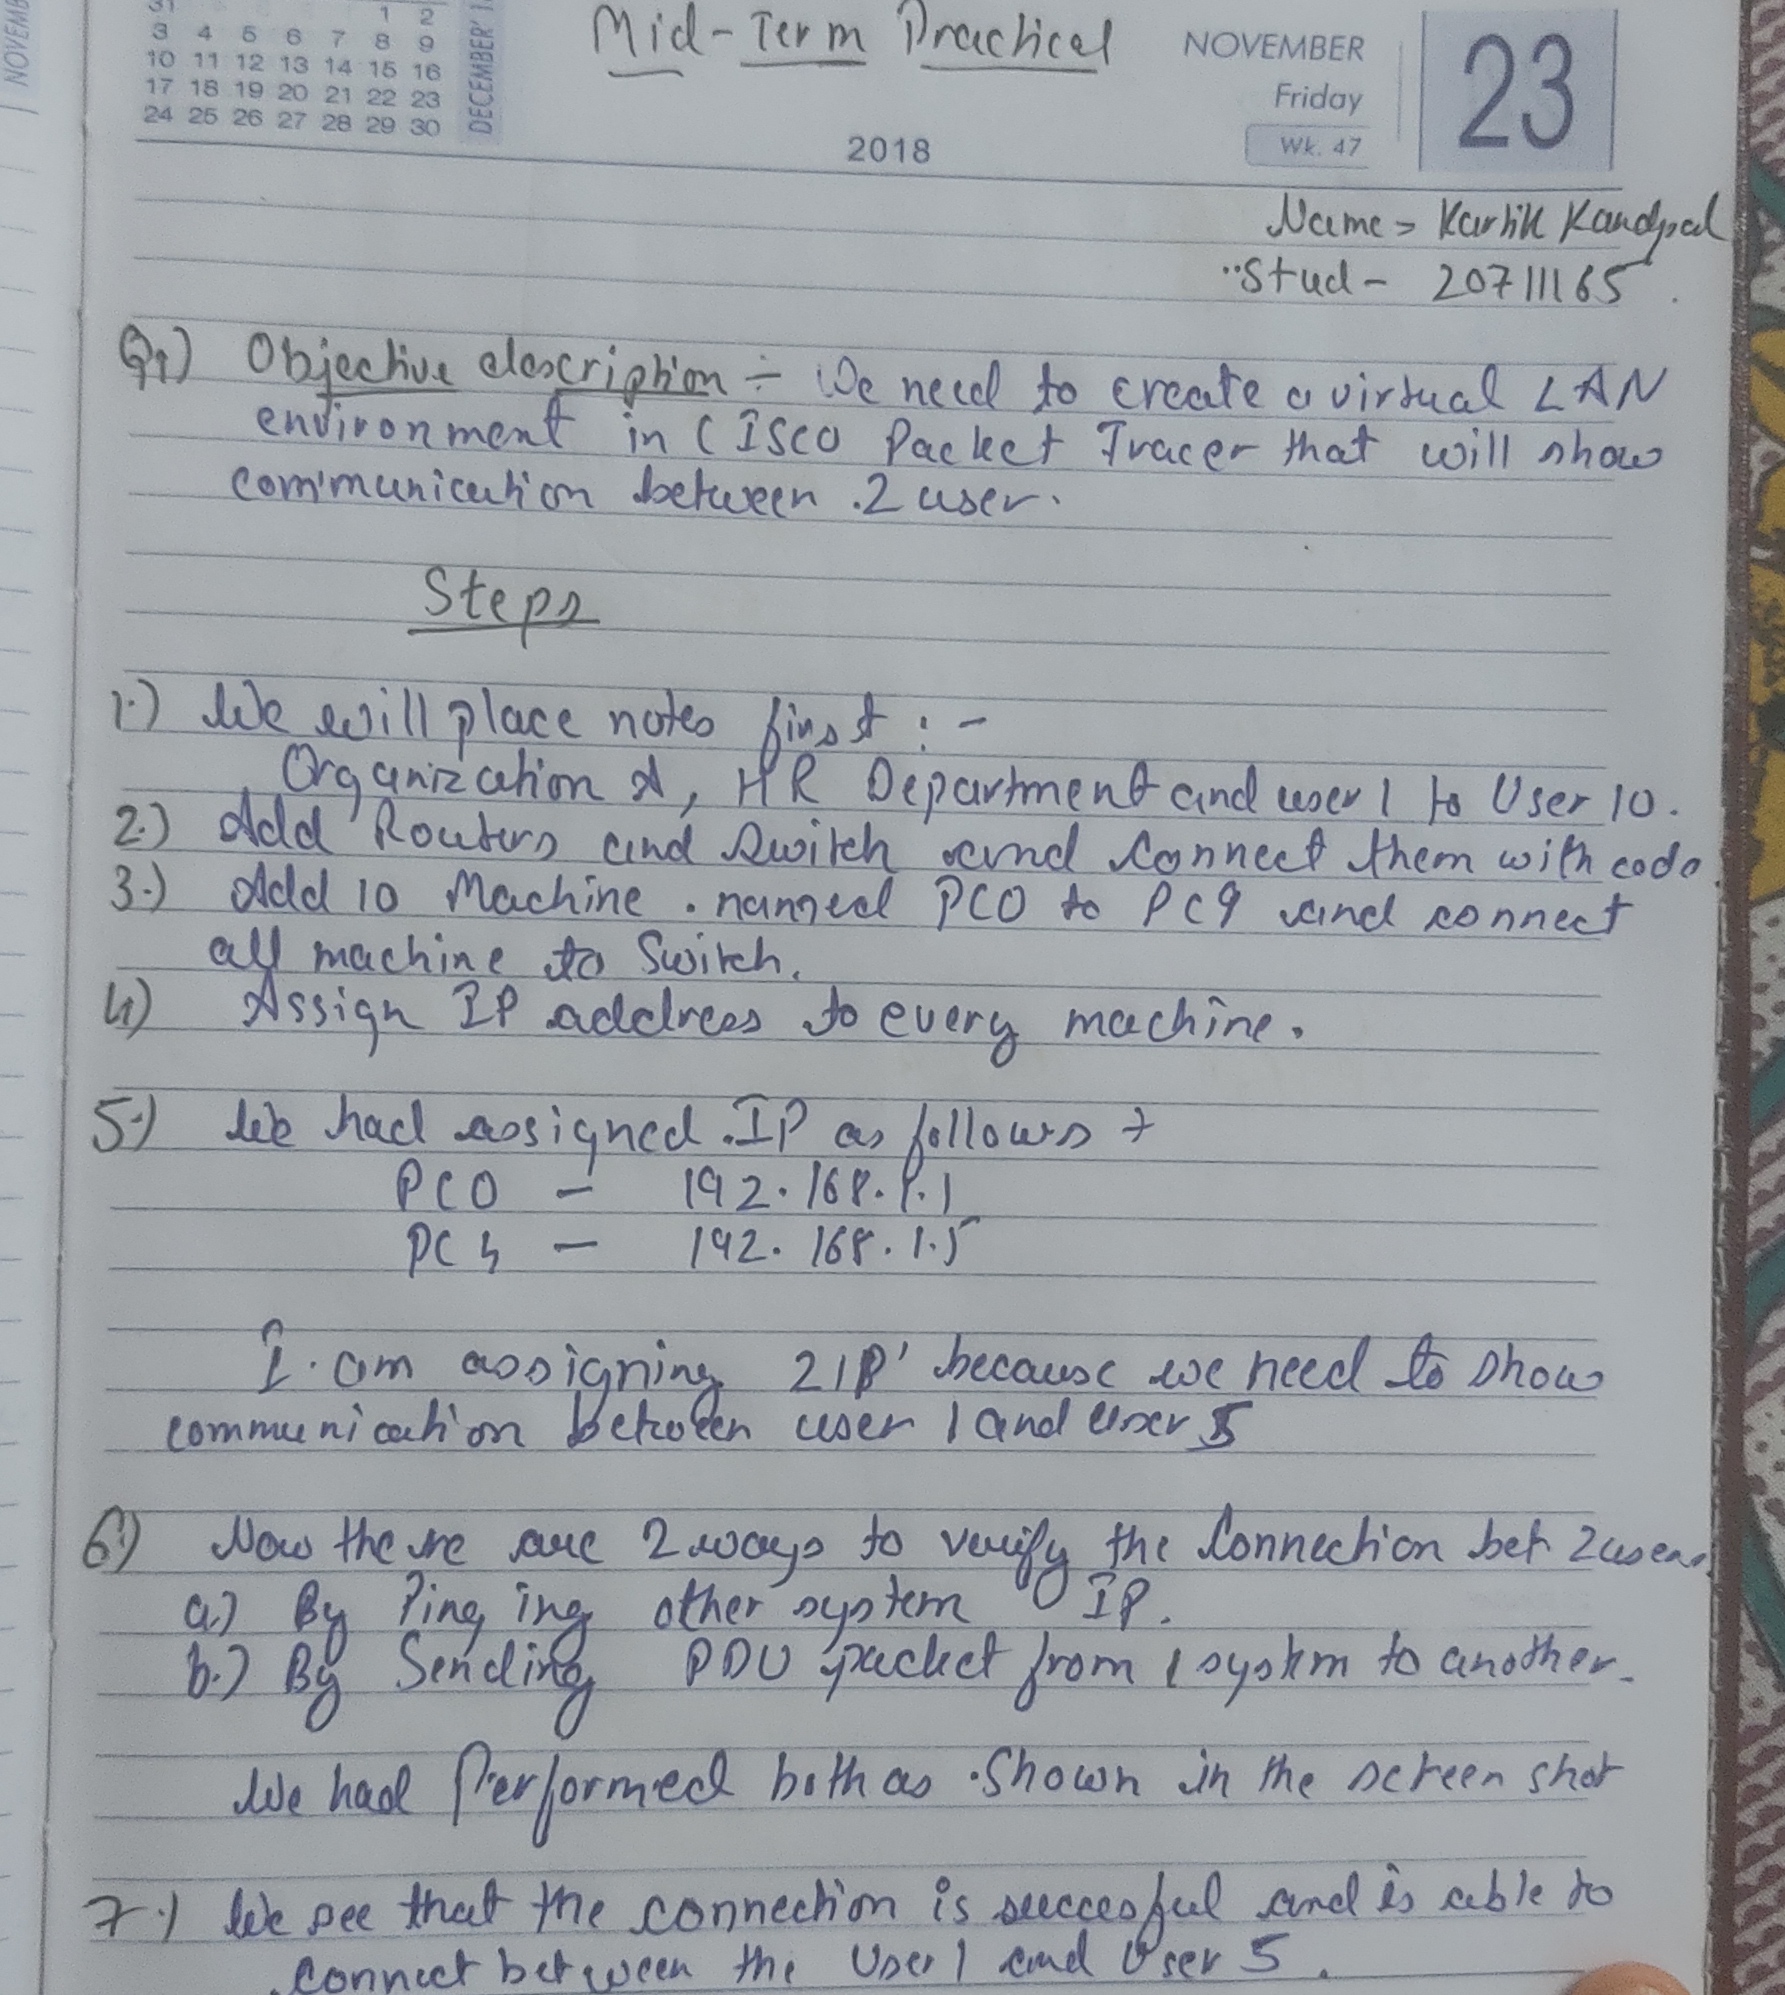 NOVEMB
31 1 2
3 4 5 6 7 8 9
10 11 12 13 14 15 16
17 18 19 20 21 22 23
24 25 26 27 28 29 30
DECEMBER
Mid-Term Practical
NOVEMBER
Friday
Wk. 47
23
2018
Name = Kartik Kandpal
Stud - 20711165
Q1) Objective description ÷ We need to create a virtual LAN
environment in CISCO Packet Tracer that will show
communication between 2 user.
Steps
1.) We will place notes first : -
Organization A, HR Department and user 1 to User 10.
2.) Add Routers and Switch and connect them with code.
3.) Add 10 Machine named PC0 to PC9 and connect
all machine to Switch.
4) Assign IP address to every machine.
5.) We had assigned IP as follows
PC0 - 192.168.1.1
PC4 - 192.168.1.5
I am assigning 2 IP' because we need to show
communication between user 1 and User 5
6.) Now there are 2 ways to verify the Connection bet 2 users
a.) By Pinging other system IP.
b.) By Sending PDU packet from 1 system to another.
We had Performed both as Shown in the screen shot
7.) We see that the connection is successful and is able to
connect between the User 1 and User 5.